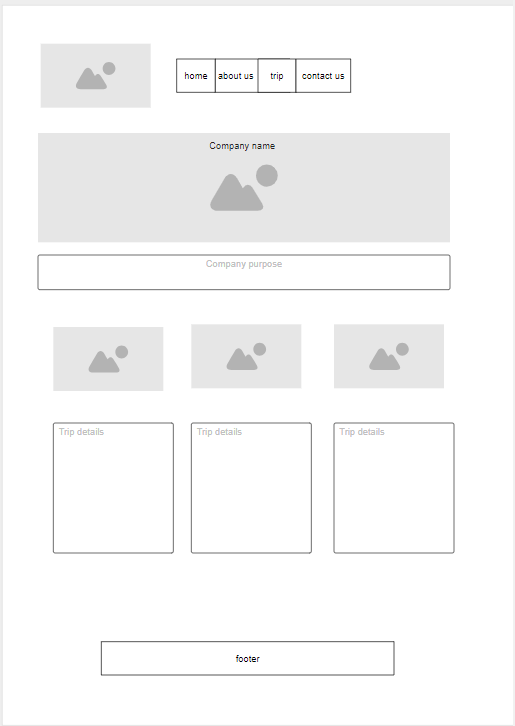 home about us trip contact us
Company name
Company purpose
Trip details Trip details Trip details
footer